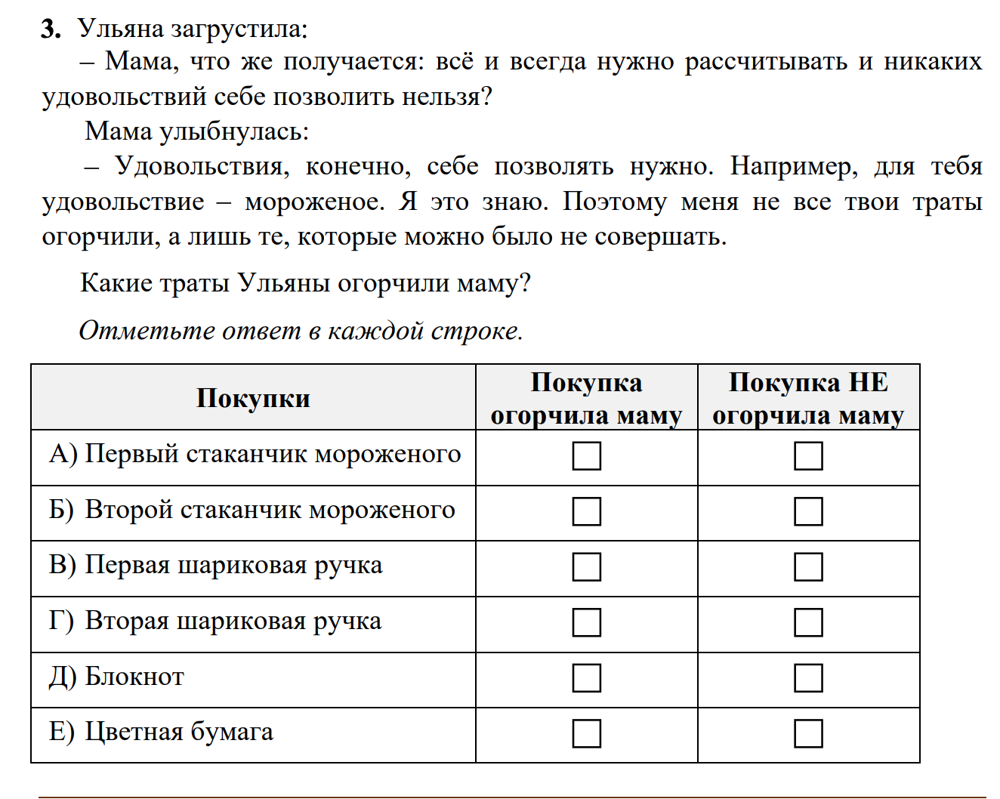 3. Ульяна загрустила:
– Мама, что же получается: всё и всегда нужно рассчитывать и никаких
удовольствий себе позволить нельзя?
Мама улыбнулась:
– Удовольствия, конечно, себе позволять нужно. Например, для тебя
удовольствие – мороженое. Я это знаю. Поэтому меня не все твои траты
огорчили, а лишь те, которые можно было не совершать.
Какие траты Ульяны огорчили маму?
Отметьте ответ в каждой строке.
Покупки
Покупка
огорчила маму
Покупка НЕ
огорчила маму
А) Первый стаканчик мороженого
Б) Второй стаканчик мороженого
В) Первая шариковая ручка
Г) Вторая шариковая ручка
Д) Блокнот
Е) Цветная бумага